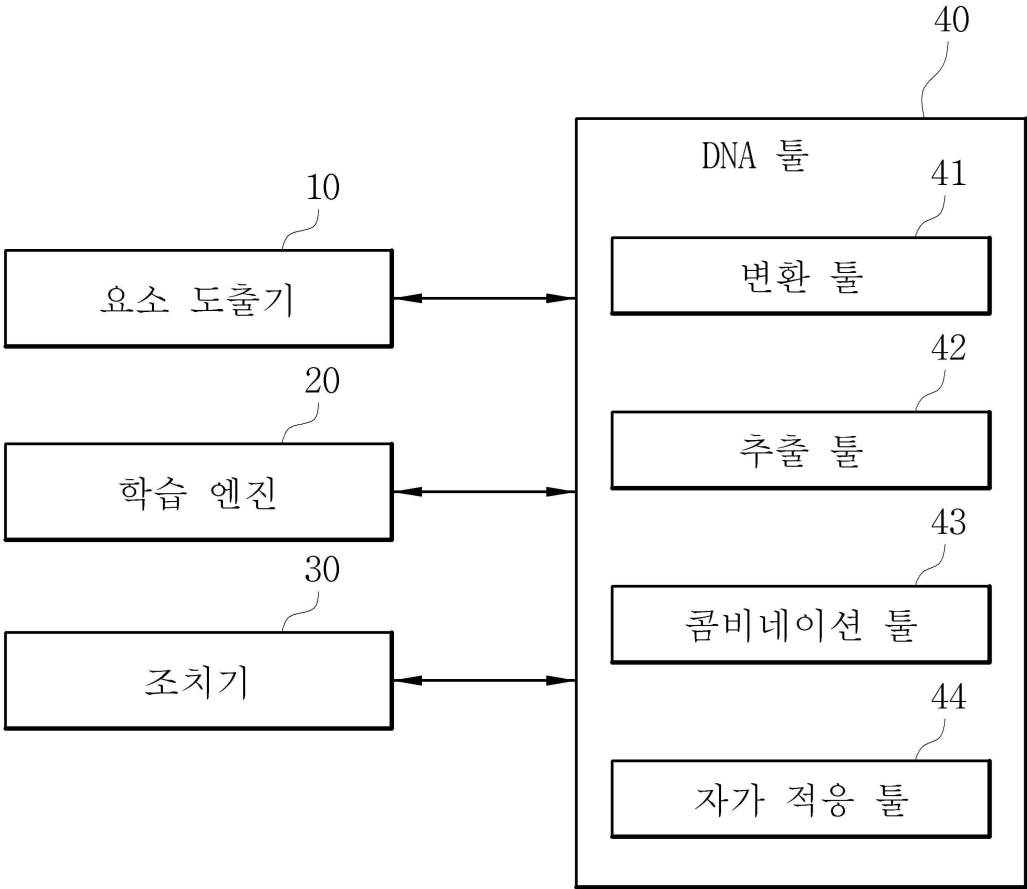 40
DNA 툴
10
41
요소 도출기
변환 툴
20
42
학습 엔진
추출 툴
30
43
조치기
콤비네이션 툴
44
자가 적응 툴